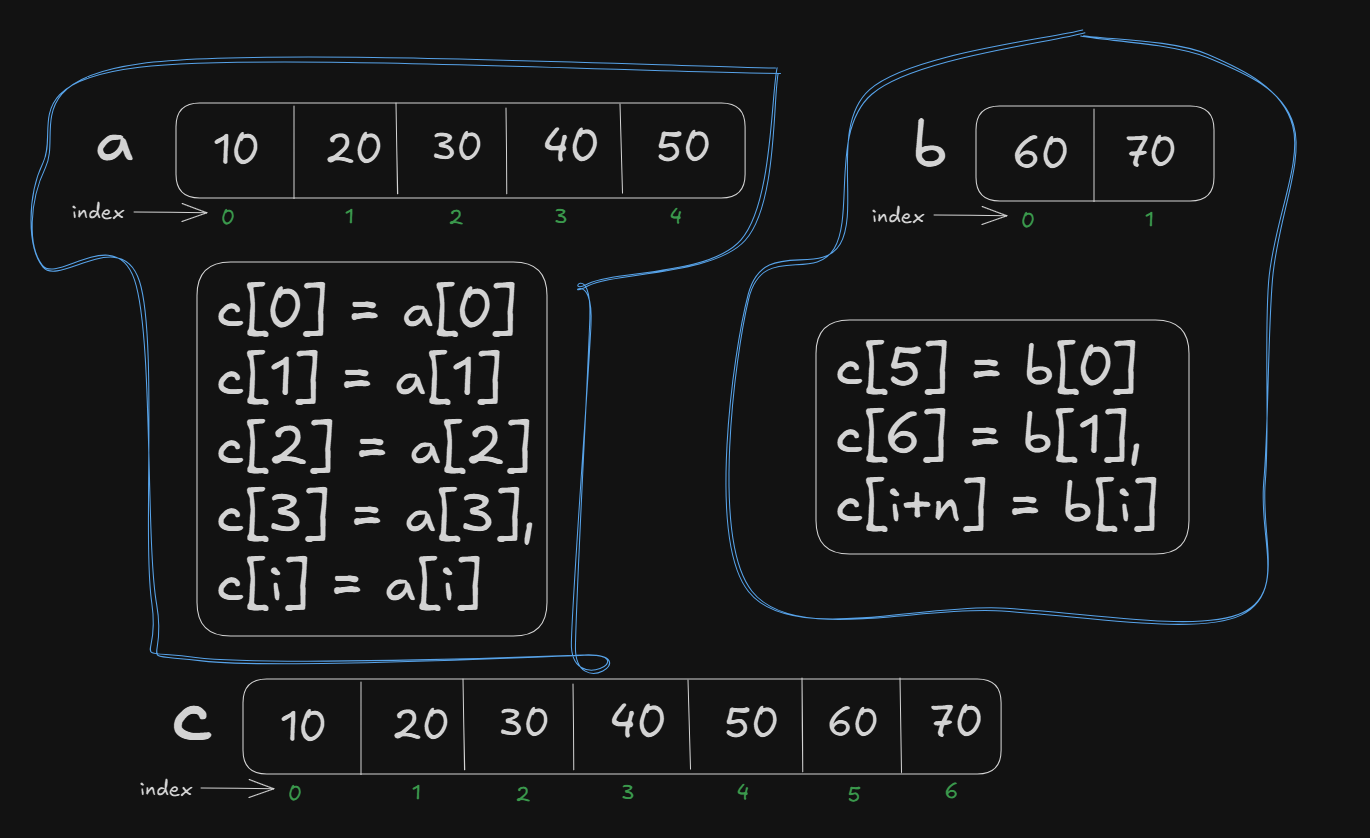 a 10 20 30 40 50
index 0 1 2 3 4
b 60 70
index 0 1
c[0] = a[0]
c[1] = a[1]
c[2] = a[2]
c[3] = a[3],
c[i] = a[i]
c[5] = b[0]
c[6] = b[1],
c[i+n] = b[i]
c 10 20 30 40 50 60 70
index 0 1 2 3 4 5 6